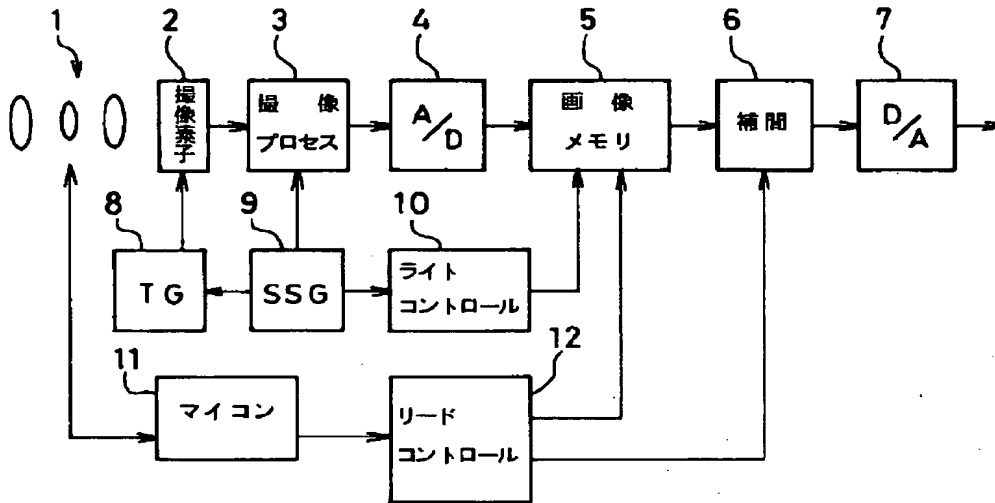 1
2
3
4
5
6
7
撮像素子
撮像
プロセス
A/D
画像
メモリ
補間
D/A
8
9
10
TG
SSG
ライト
コントロール
11
12
マイコン
リード
コントロール